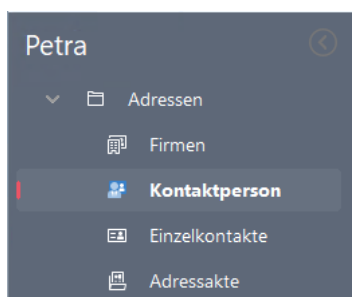 Petra
Adressen
Firmen
Kontaktperson
Einzelkontakte
Adressakte